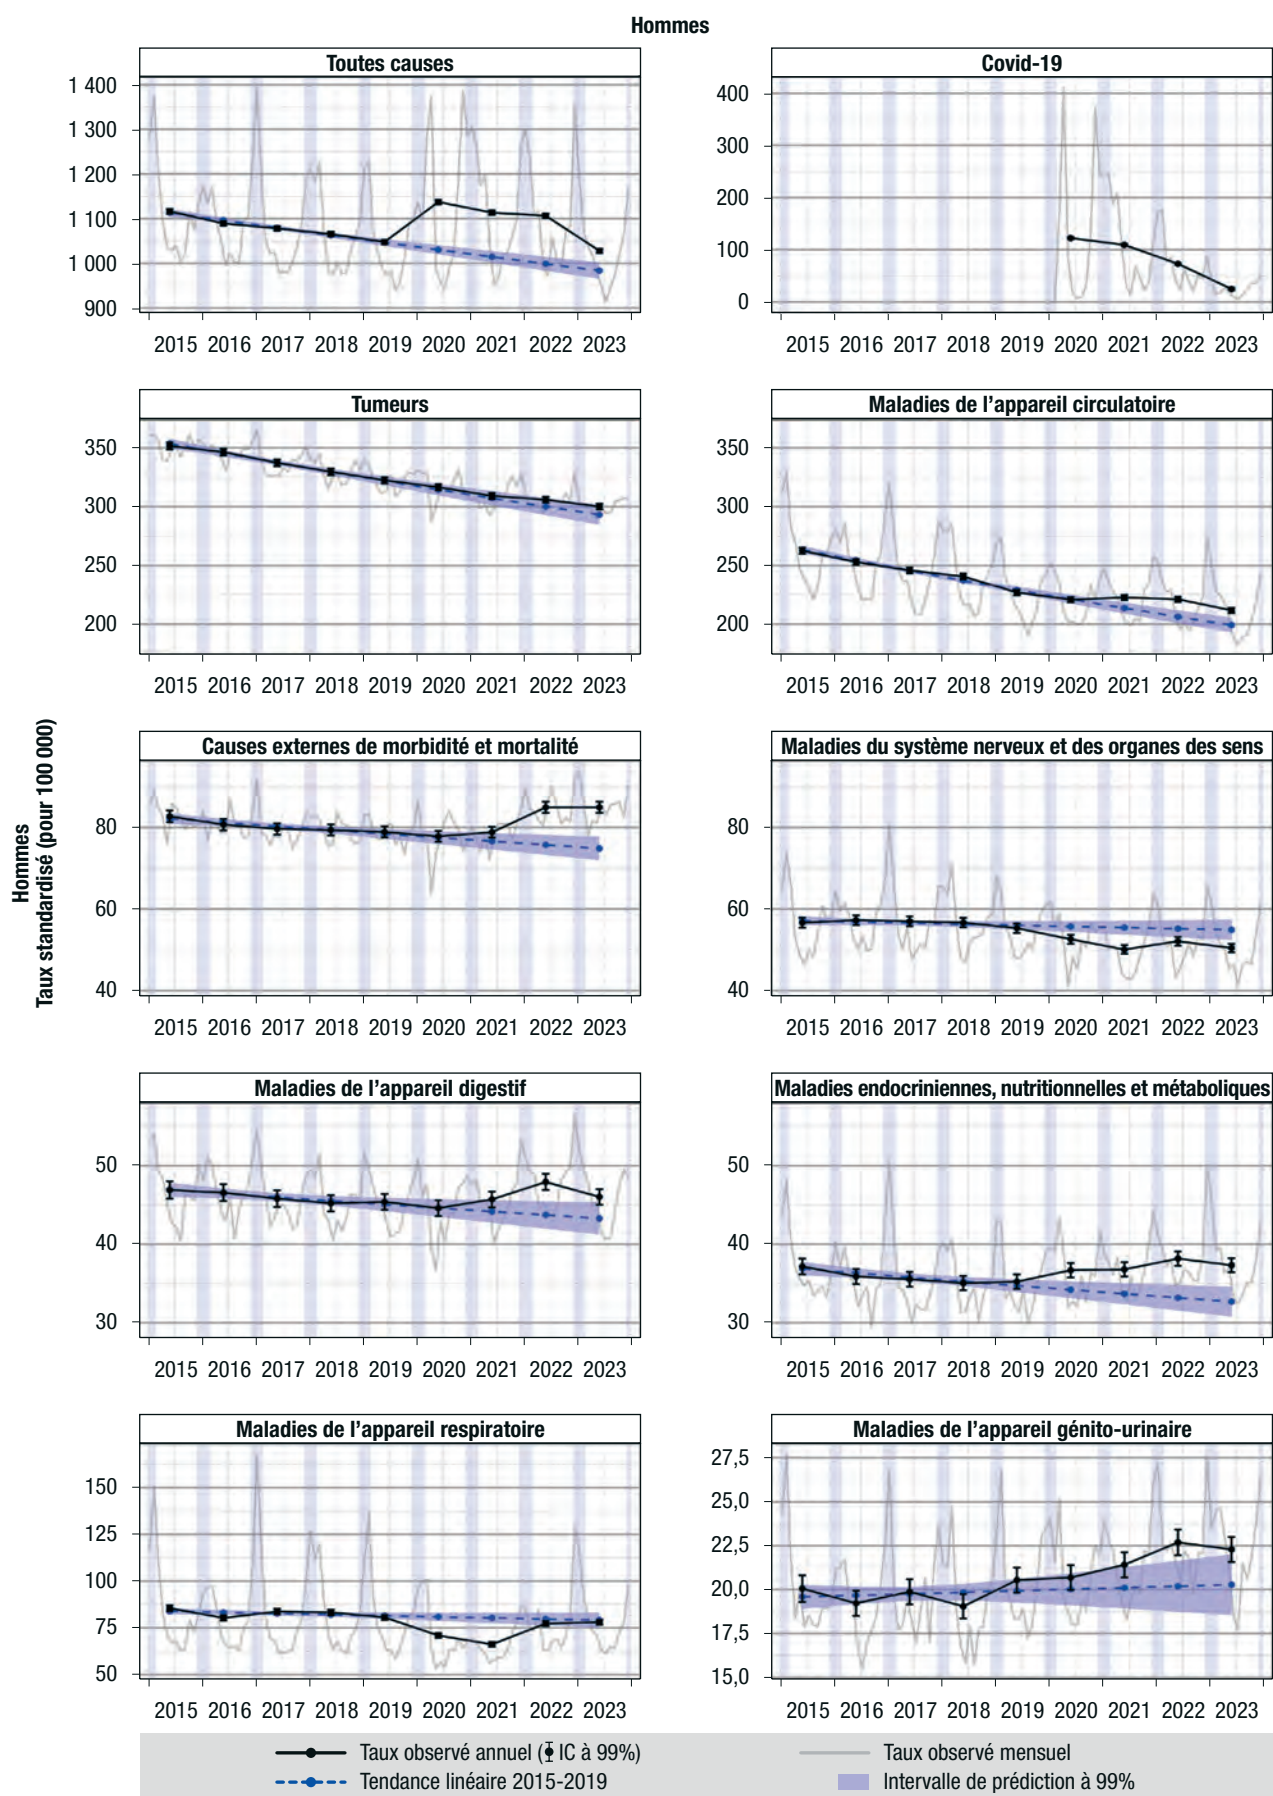 Hommes
Toutes causes
1 400
1 300
1 200
1 100
1 000
900
2015 2016 2017 2018 2019 2020 2021 2022 2023
Covid-19
400
300
200
100
0
2015 2016 2017 2018 2019 2020 2021 2022 2023
Tumeurs
350
300
250
200
2015 2016 2017 2018 2019 2020 2021 2022 2023
Maladies de l'appareil circulatoire
350
300
250
200
2015 2016 2017 2018 2019 2020 2021 2022 2023
Hommes
Taux standardisé (pour 100 000)
Causes externes de morbidité et mortalité
80
60
40
2015 2016 2017 2018 2019 2020 2021 2022 2023
Maladies du système nerveux et des organes des sens
80
60
40
2015 2016 2017 2018 2019 2020 2021 2022 2023
Maladies de l'appareil digestif
50
40
30
2015 2016 2017 2018 2019 2020 2021 2022 2023
Maladies endocriniennes, nutritionnelles et métaboliques
50
40
30
2015 2016 2017 2018 2019 2020 2021 2022 2023
Maladies de l'appareil respiratoire
150
125
100
75
50
2015 2016 2017 2018 2019 2020 2021 2022 2023
Maladies de l'appareil génito-urinaire
27,5
25,0
22,5
20,0
17,5
15,0
2015 2016 2017 2018 2019 2020 2021 2022 2023
Taux observé annuel (IC à 99%)
Taux observé mensuel
Tendance linéaire 2015-2019
Intervalle de prédiction à 99%